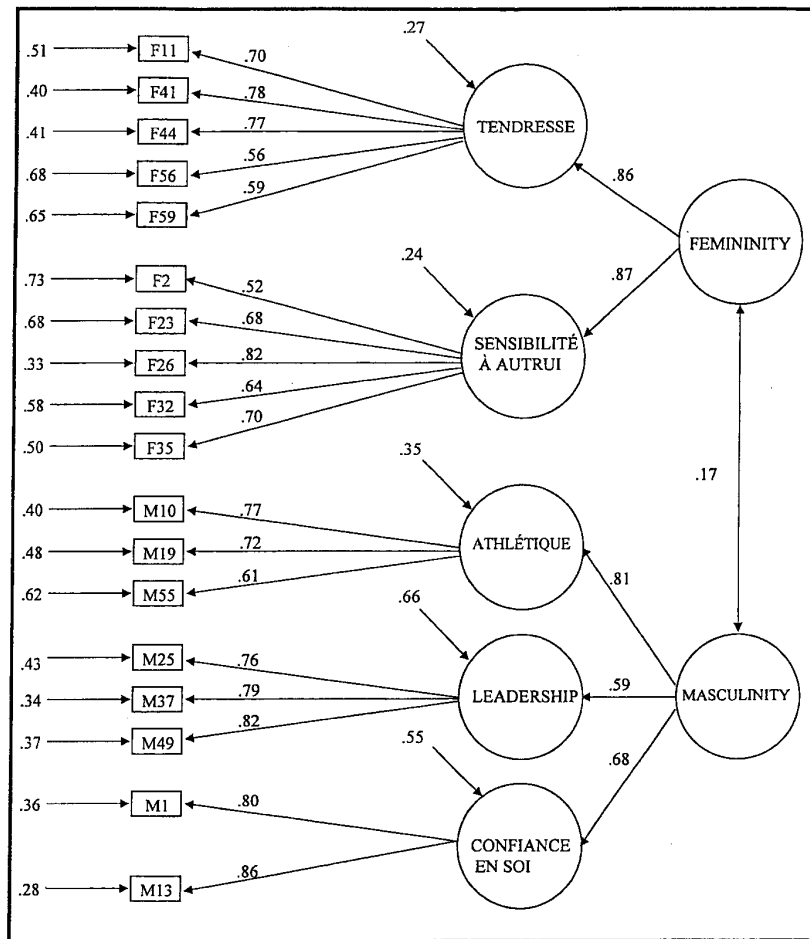 .27
.51 F11 .70
.40 F41 .78
TENDRESSE
.41 F44 .77
.68 F56 .56
.65 F59 .59
.86
FEMININITY
.87
.24
.73 F2 .52
.68 F23 .68
SENSIBILITÉ
À AUTRUI
.33 F26 .82
.58 F32 .64
.50 F35 .70
.17
.35
.40 M10 .77
ATHLÉTIQUE
.48 M19 .72
.62 M55 .61
.81
.66
.43 M25 .76
.34 M37 .79
LEADERSHIP
.59
MASCULINITY
.37 M49 .82
.68
.55
.36 M1 .80
CONFIANCE
EN SOI
.28 M13 .86